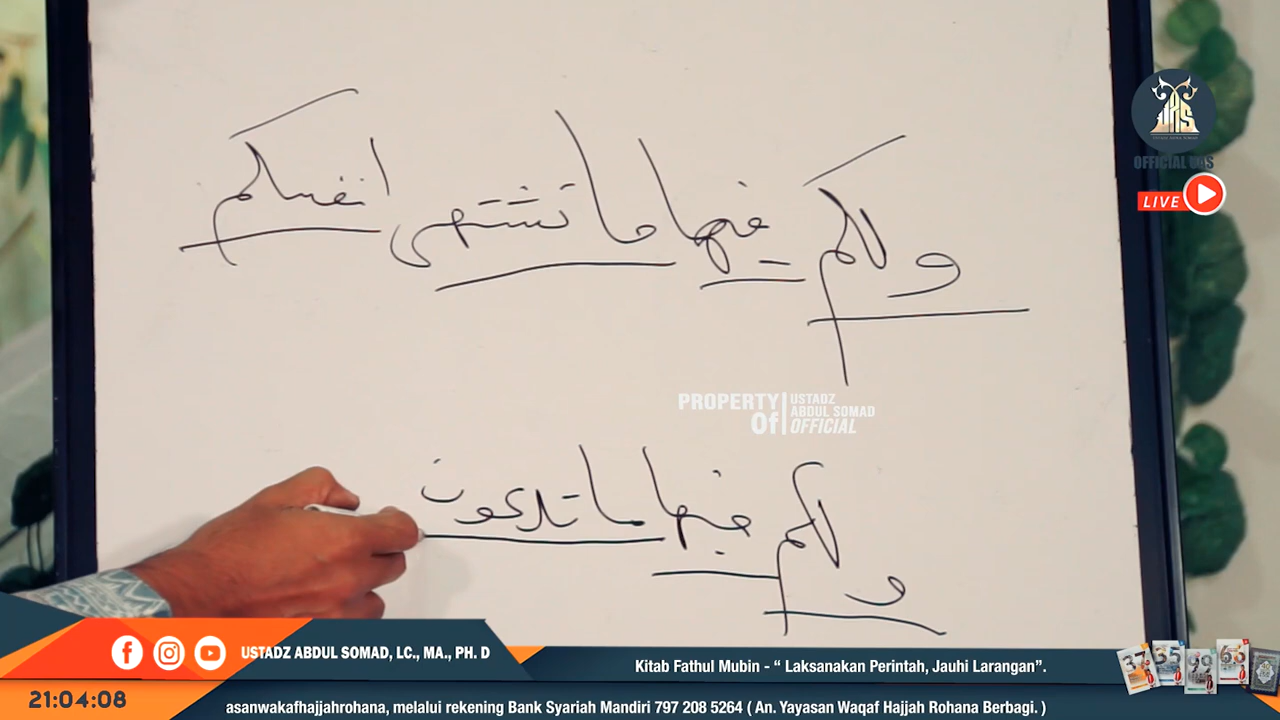 ولكم فيها ما تشتهي انفسكم
ولكم فيها ما تدعون
OFFICIAL UAS
LIVE
PROPERTY Of USTADZ ABDUL SOMAD OFFICIAL
USTADZ ABDUL SOMAD, LC., MA., PH. D
Kitab Fathul Mubin - “ Laksanakan Perintah, Jauhi Larangan”.
21:04:08
asanwakafhajjahrohana, melalui rekening Bank Syariah Mandiri 797 208 5264 ( An. Yayasan Waqaf Hajjah Rohana Berbagi. )
37
99